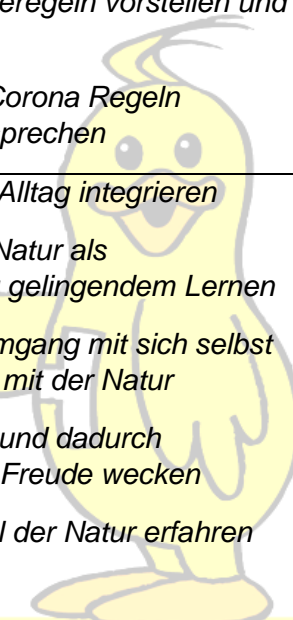 eregeln vorstellen und
Corona Regeln
prechen
Alltag integrieren
Natur als
gelingendem Lernen
mgang mit sich selbst
mit der Natur
und dadurch
Freude wecken
der Natur erfahren